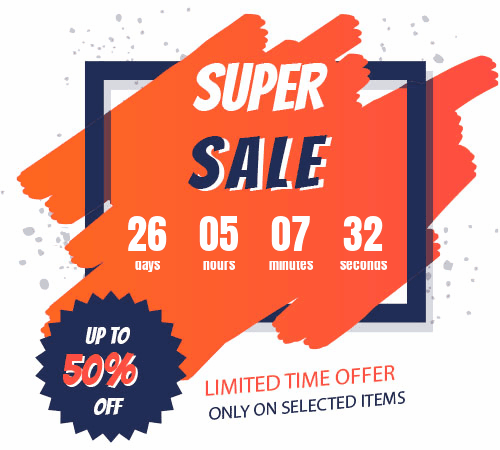 SUPER
SALE
26 05 07 32
days hours minutes seconds
UP TO
50%
OFF
LIMITED TIME OFFER
ONLY ON SELECTED ITEMS